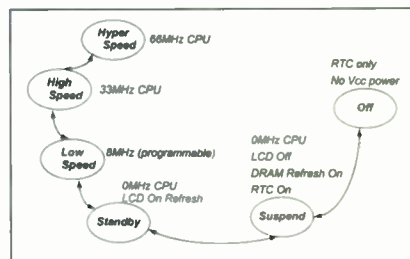 Hyper
Speed
66MHz CPU
High
Speed
33MHz CPU
Low
Speed
8MHz (programmable)
0MHz CPU
LCD On Refresh
Standby
RTC only
No Vcc power
Off
0MHz CPU
LCD Off
DRAM Refresh On
RTC On
Suspend